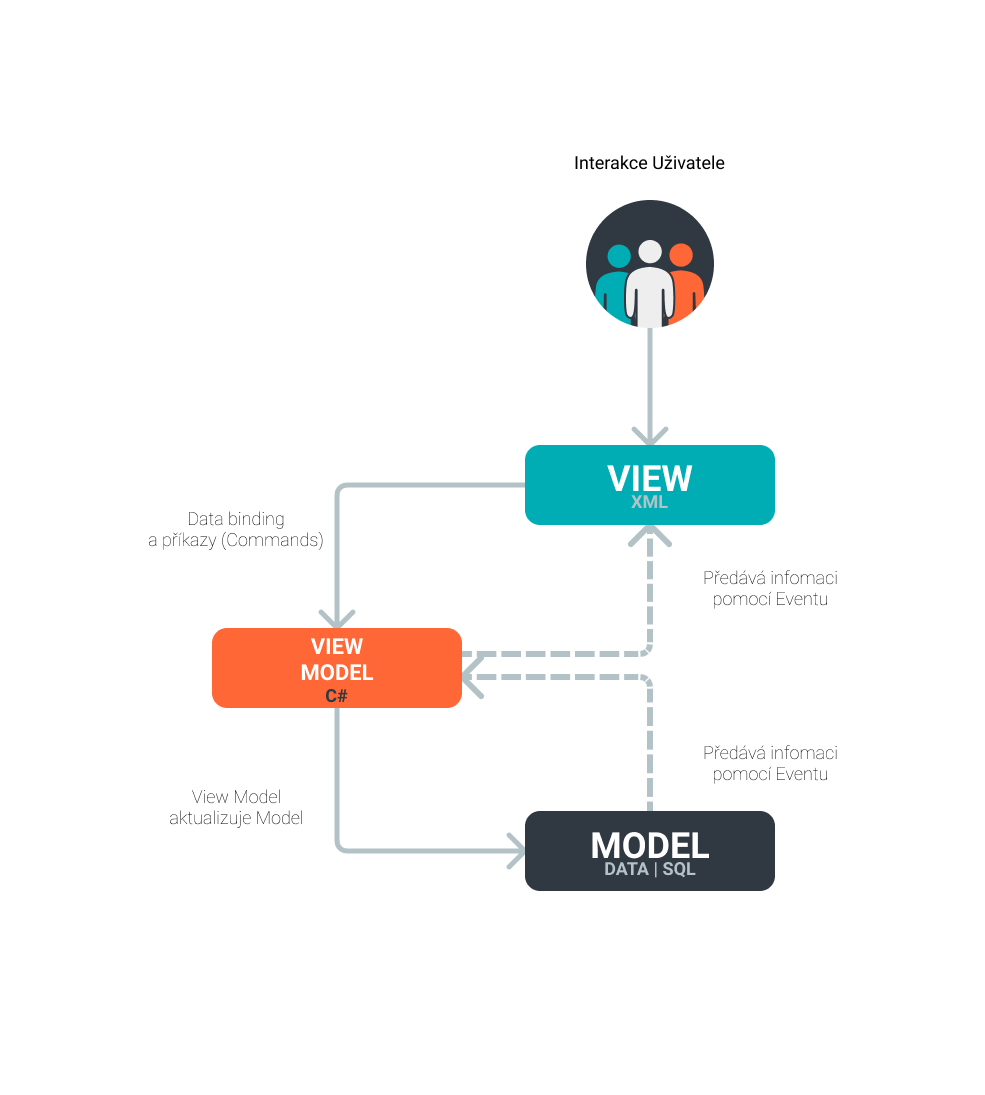 Interakce Uživatele
VIEW
XML
Data binding
a příkazy (Commands)
Předává infomaci
pomocí Eventu
VIEW
MODEL
C#
Předává infomaci
pomocí Eventu
View Model
aktualizuje Model
MODEL
DATA | SQL